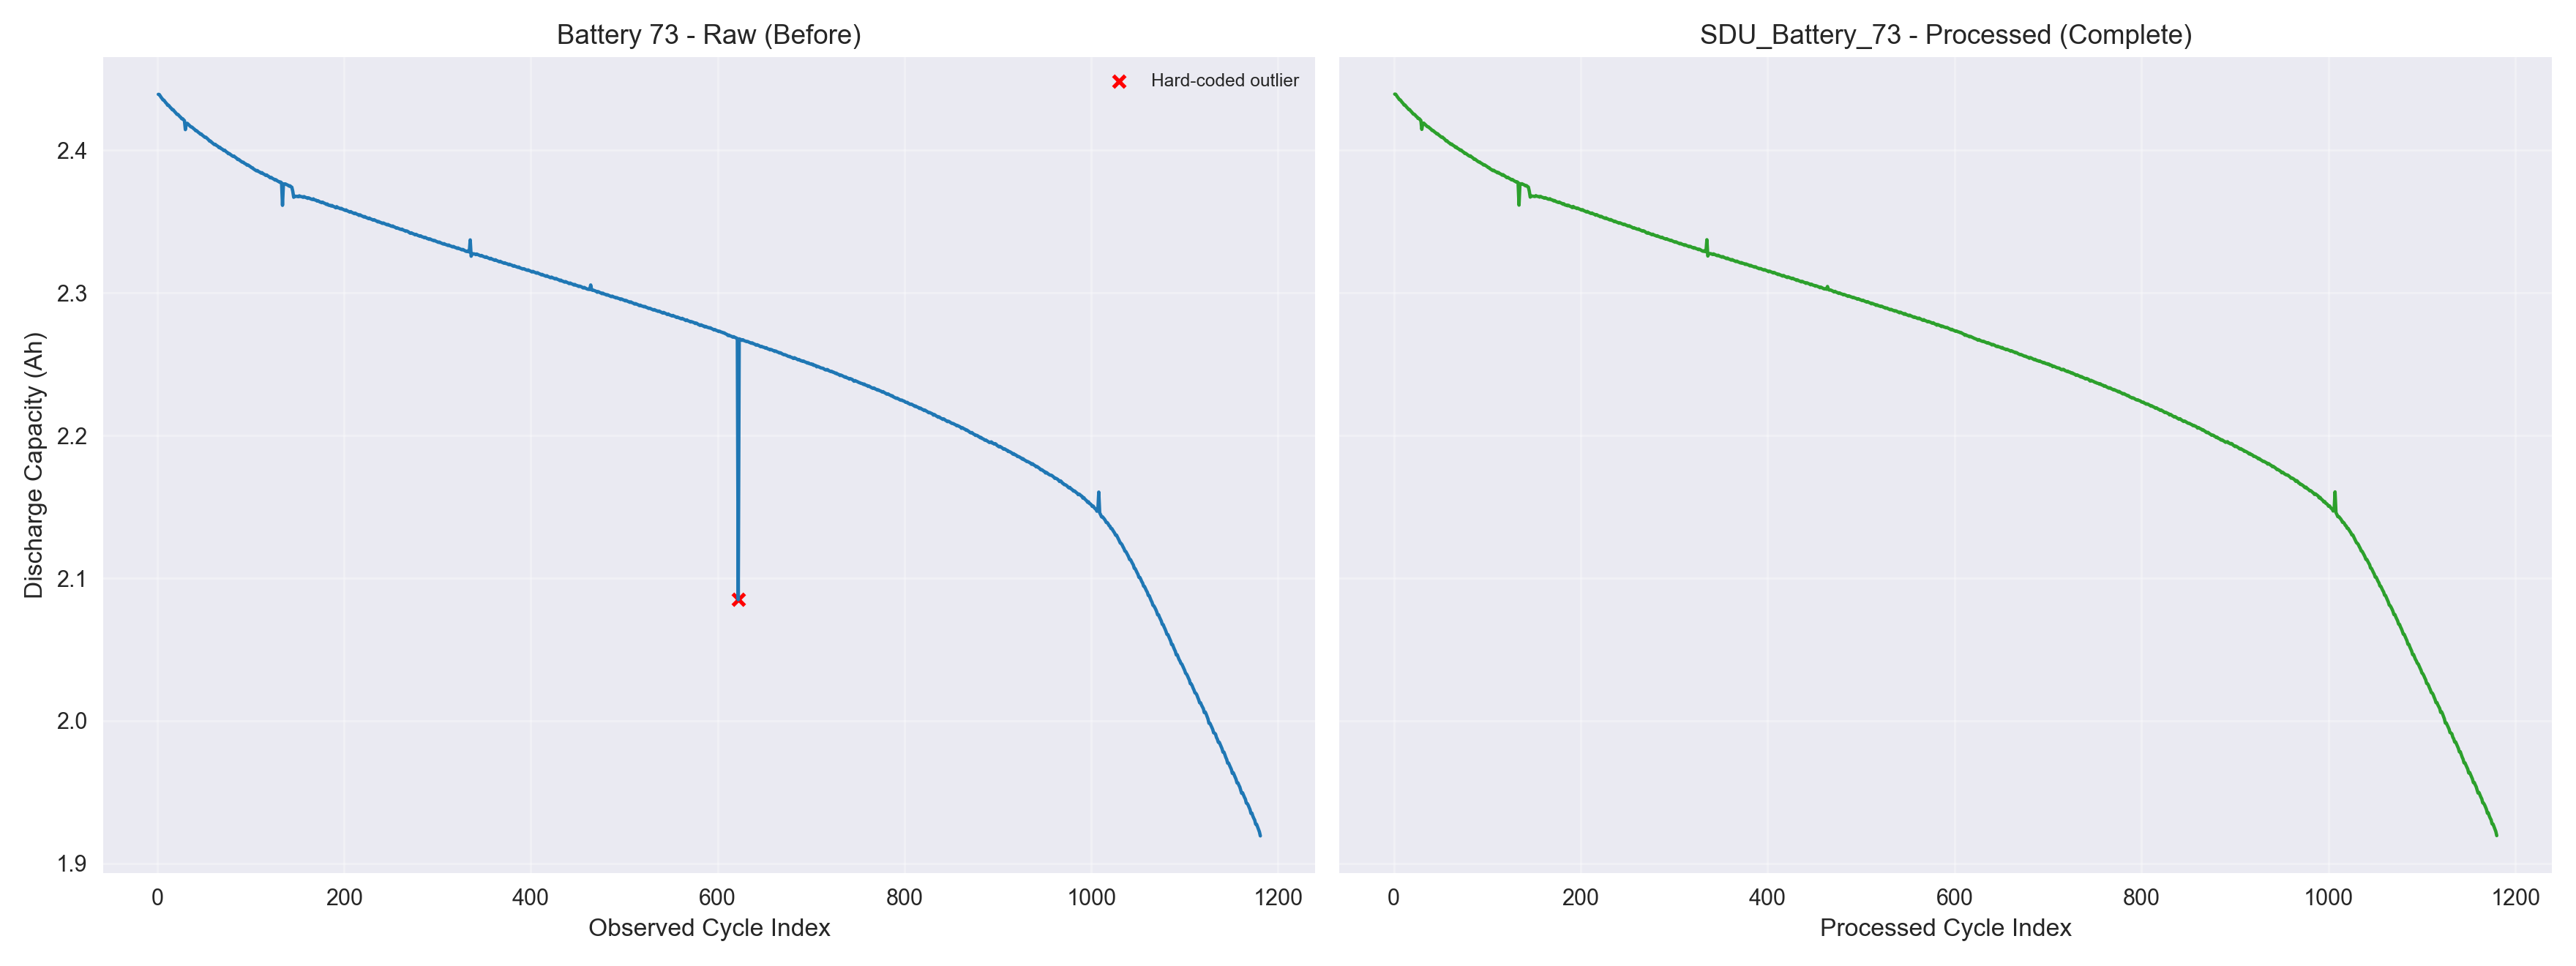 Battery 73 - Raw (Before)
Hard-coded outlier
2.4
2.3
2.2
2.1
2.0
1.9
Discharge Capacity (Ah)
0 200 400 600 800 1000 1200
Observed Cycle Index
SDU_Battery_73 - Processed (Complete)
0 200 400 600 800 1000 1200
Processed Cycle Index